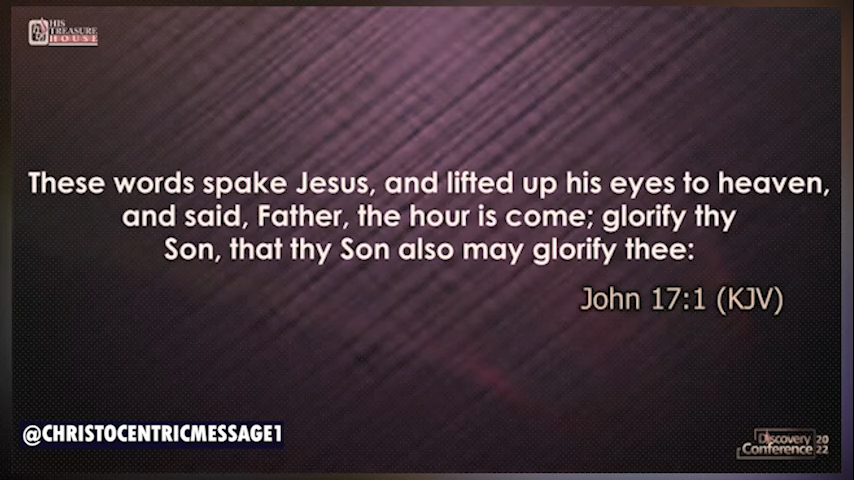 HIS
TREASURE
HOUSE
These words spake Jesus, and lifted up his eyes to heaven,
and said, Father, the hour is come; glorify thy
Son, that thy Son also may glorify thee:
John 17:1 (KJV)
@CHRISTOCENTRICMESSAGE1
Discovery
Conference
20
22